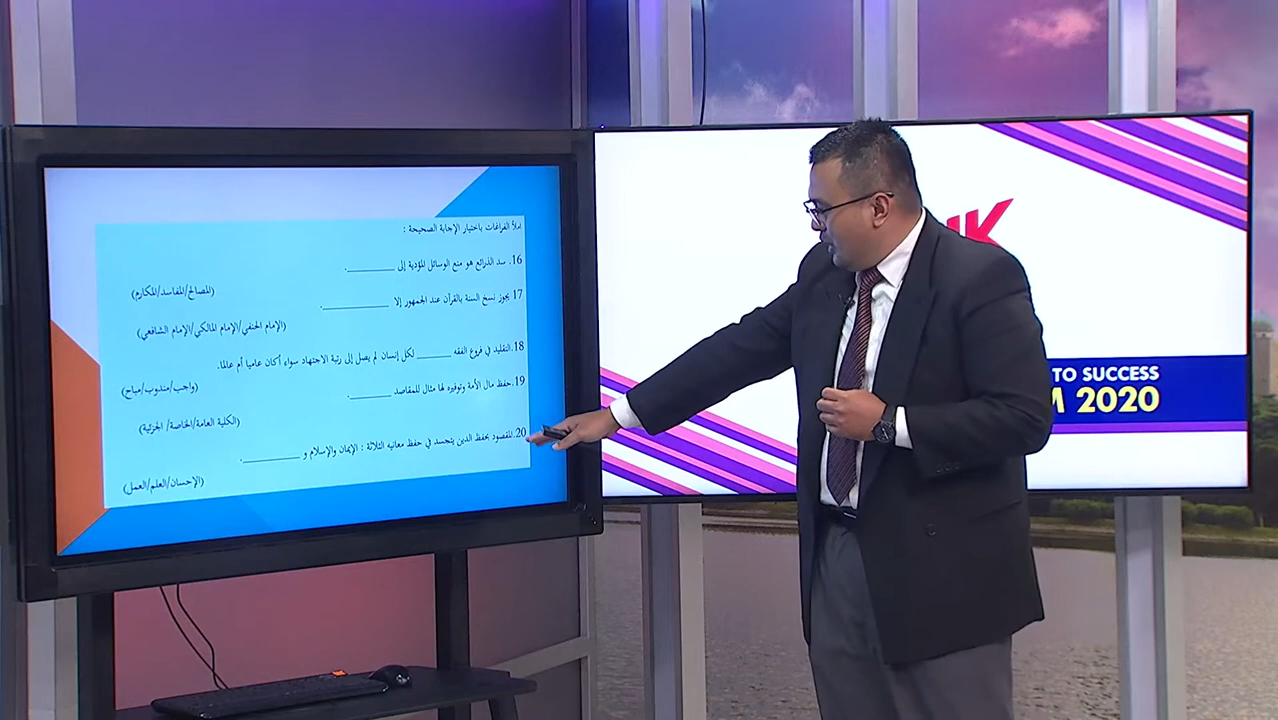 املأ الفراغات باختيار الإجابة الصحيحة :
16. سد الذرائع هو منع الوسائل المؤدية إلى ________.
(المصالح/المفاسد/المكارم)
17 يجوز نسخ السنة بالقرآن عند الجمهور إلا ________.
(الإمام الحنفي/الإمام المالكي/الإمام الشافعي)
18.التقليد في فروع الفقه ______ لكل إنسان لم يصل إلى رتبة الاجتهاد سواء أكان عاميا أم عالما.
(واجب/مندوب/مباح)
19.حفظ مال الأمة وتوفيره لها مثال للمقاصد ______.
(الكلية العامة/الخاصة/ الجزئية)
20.المقصود بحفظ الدين يتجسد في حفظ معانيه الثلاثة : الإيمان والإسلام و ________.
(الإحسان/العلم/العمل)
TO SUCCESS
2020